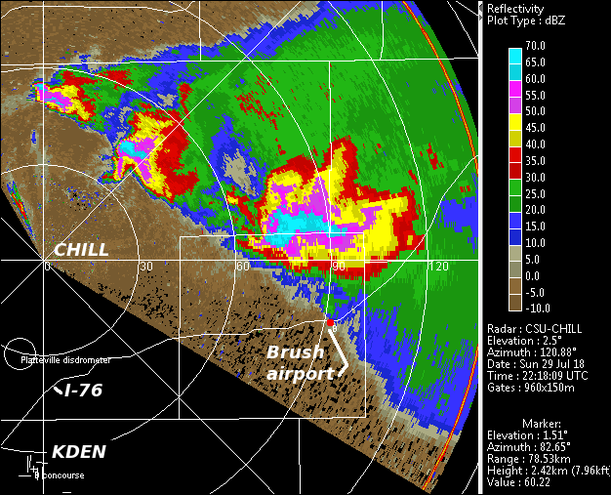 Reflectivity
Plot Type : dBZ
70.0
65.0
60.0
55.0
50.0
45.0
40.0
35.0
30.0
25.0
20.0
15.0
10.0
5.0
0.0
-5.0
-10.0
CHILL
0 30 60 90 120
Brush
airport
Platteville disdrometer
I-76
KDEN
B concourse
Radar : CSU-CHILL
Elevation : 2.5°
Azimuth : 120.88°
Date : Sun 29 Jul 18
Time : 22:18:09 UTC
Gates : 960x150m
Marker:
Elevation : 1.51°
Azimuth : 82.65°
Range : 78.53km
Height : 2.42km (7.96kft)
Value : 60.22